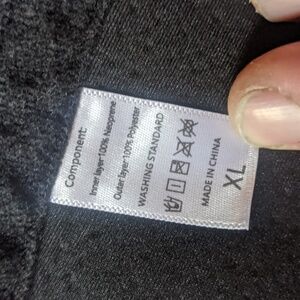 Component
Inner layer:100% Neoprene
Outer layer:100% Polyester
WASHING STANDARD
MADE IN CHINA
XL